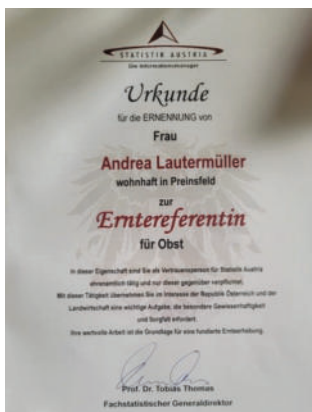 STATISTIK AUSTRIA
Die Informationsmanager
Urkunde
für die ERNENNUNG von
Frau
Andrea Lautermüller
wohnhaft in Preinsfeld
zur
Erntereferentin
für Obst
In dieser Eigenschaft sind Sie als Vertrauensperson für Statistik Austria
ehrenamtlich tätig und nur dieser gegenüber verpflichtet.
Mit dieser Tätigkeit übernehmen Sie im Interesse der Republik Österreich und der
Landwirtschaft eine wichtige Aufgabe, die besondere Gewissenhaftigkeit
und Sorgfalt erfordert.
Ihre wertvolle Arbeit ist die Grundlage für eine fundierte Ernteerhebung.
Prof. Dr. Tobias Thomas
Fachstatistischer Generaldirektor